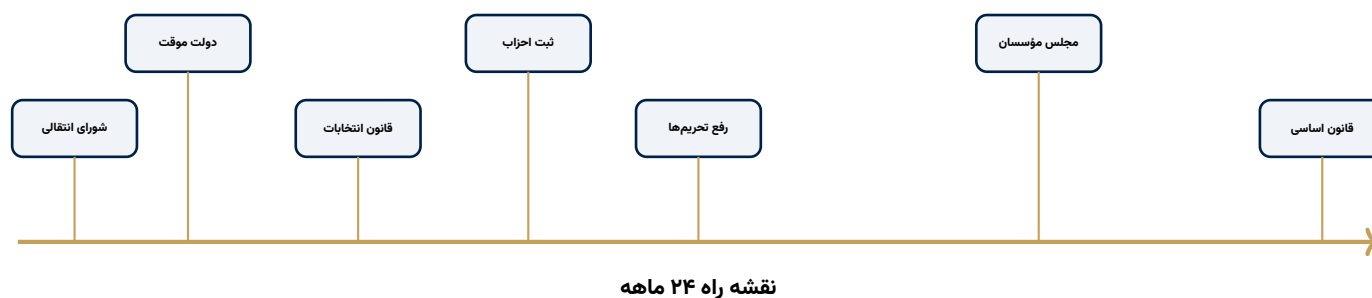 دولت موقت
ثبت احزاب
مجلس مؤسسان
شورای انتقالی
قانون انتخابات
رفع تحریم‌ها
قانون اساسی
نقشه راه ۲۴ ماهه